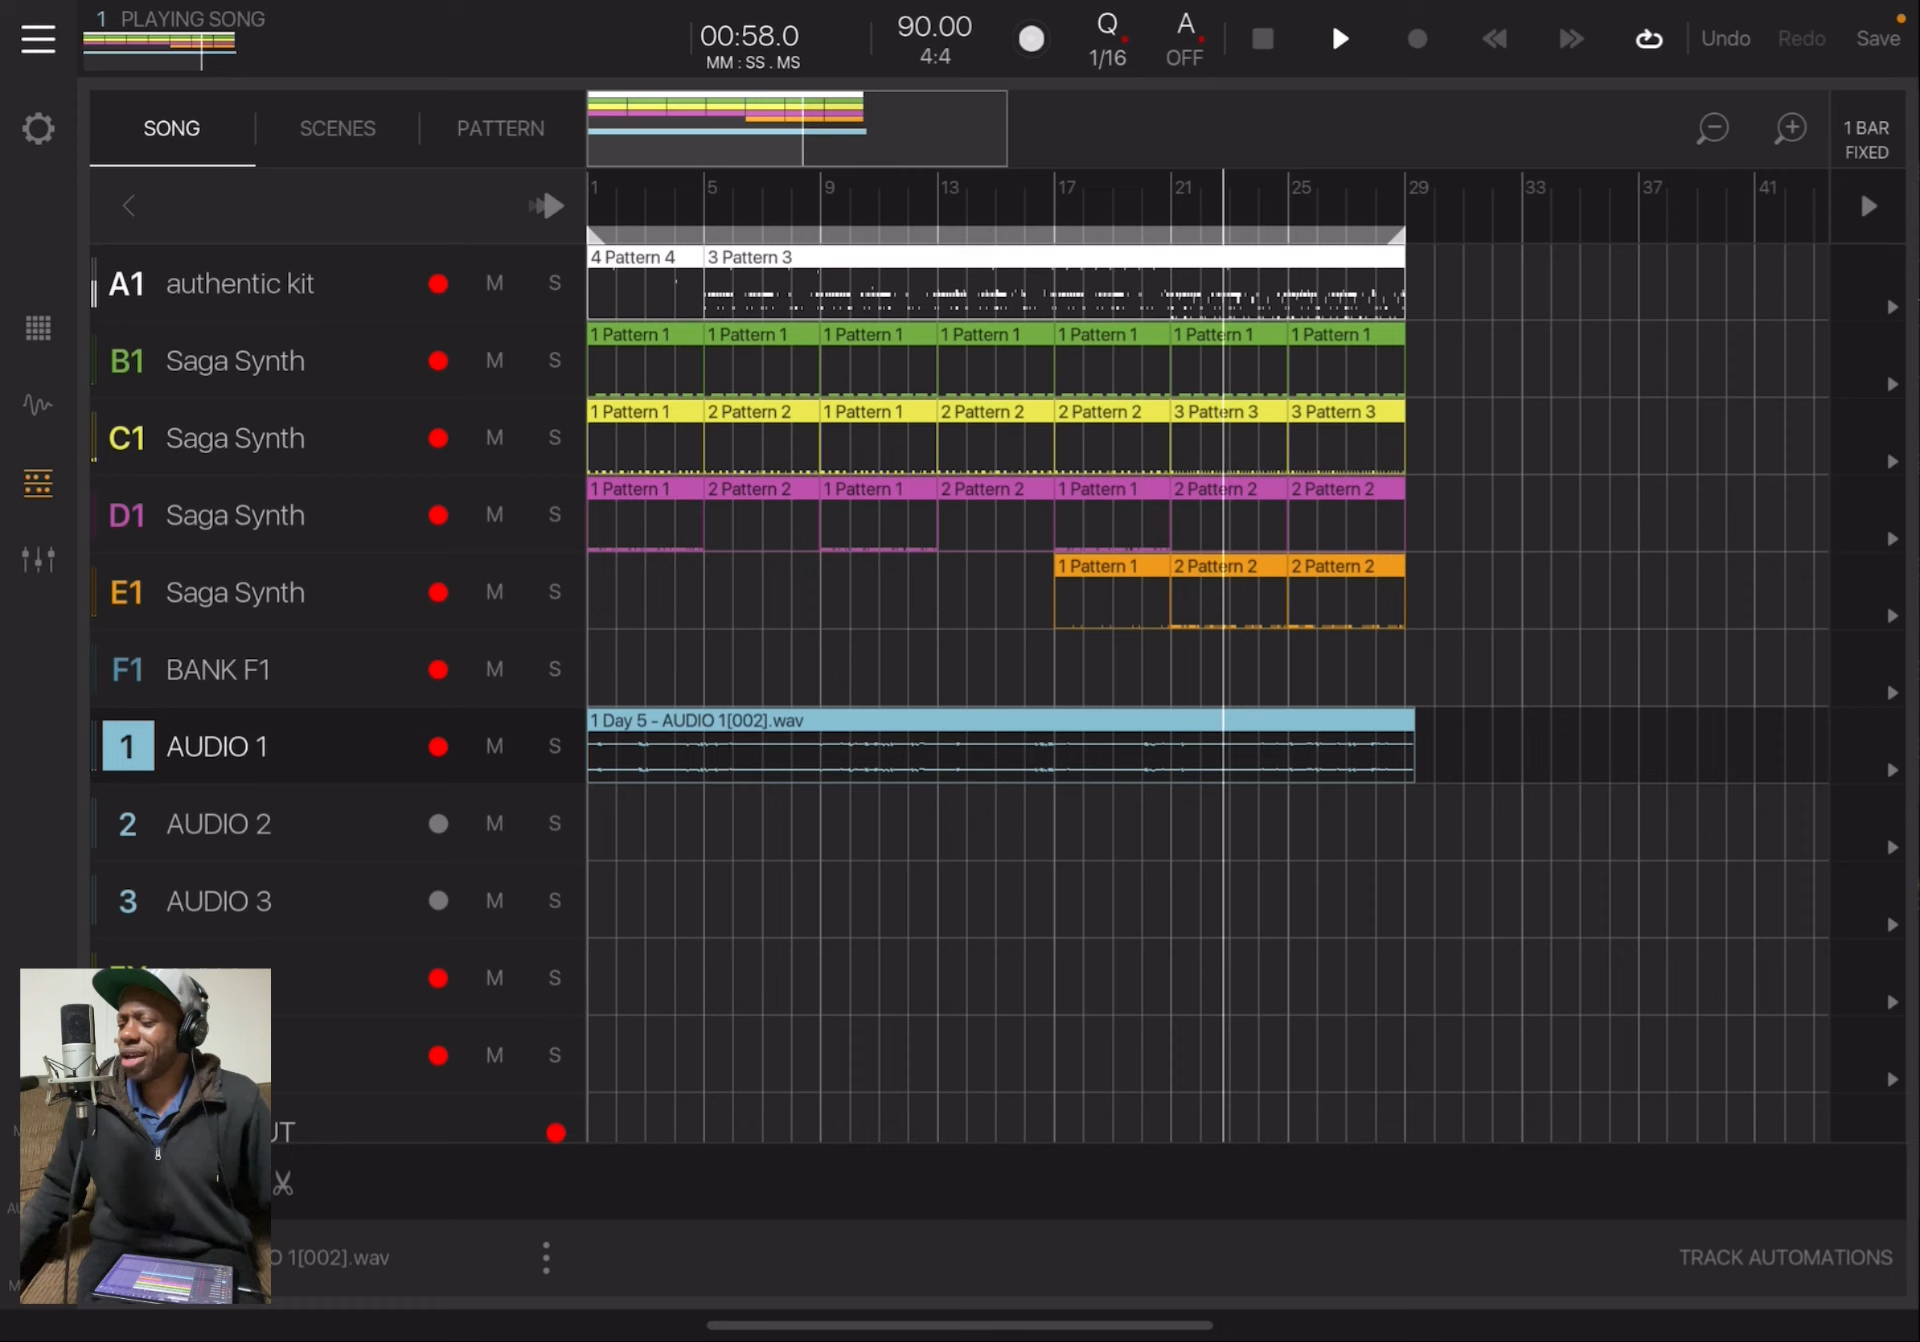 1 PLAYING SONG
00:58.0
MM : SS . MS
90.00
4:4
Q
1/16
A
OFF
Undo
Redo
Save
SONG
SCENES
PATTERN
1 BAR
FIXED
1 5 9 13 17 21 25 29 33 37 41
A1 authentic kit M S
4 Pattern 4 3 Pattern 3
B1 Saga Synth M S
1 Pattern 1 1 Pattern 1 1 Pattern 1 1 Pattern 1 1 Pattern 1 1 Pattern 1 1 Pattern 1
C1 Saga Synth M S
1 Pattern 1 2 Pattern 2 1 Pattern 1 2 Pattern 2 2 Pattern 2 3 Pattern 3 3 Pattern 3
D1 Saga Synth M S
1 Pattern 1 2 Pattern 2 1 Pattern 1 2 Pattern 2 1 Pattern 1 2 Pattern 2 2 Pattern 2
E1 Saga Synth M S
1 Pattern 1 2 Pattern 2 2 Pattern 2
F1 BANK F1 M S
1 AUDIO 1 M S
1 Day 5 - AUDIO 1[002].wav
2 AUDIO 2 M S
3 AUDIO 3 M S
M S
M S
UT
O 1[002].wav
TRACK AUTOMATIONS